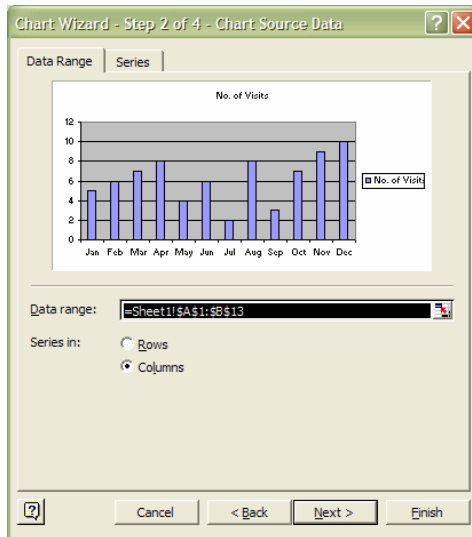 Chart Wizard - Step 2 of 4 - Chart Source Data
Data Range Series
No. of Visits
12
10
8
6
4
2
0
Jan Feb Mar Apr May Jun Jul Aug Sep Oct Nov Dec
No. of Visits
Data range: =Sheet1!$A$1:$B$13
Series in: Rows
Columns
Cancel < Back Next > Finish